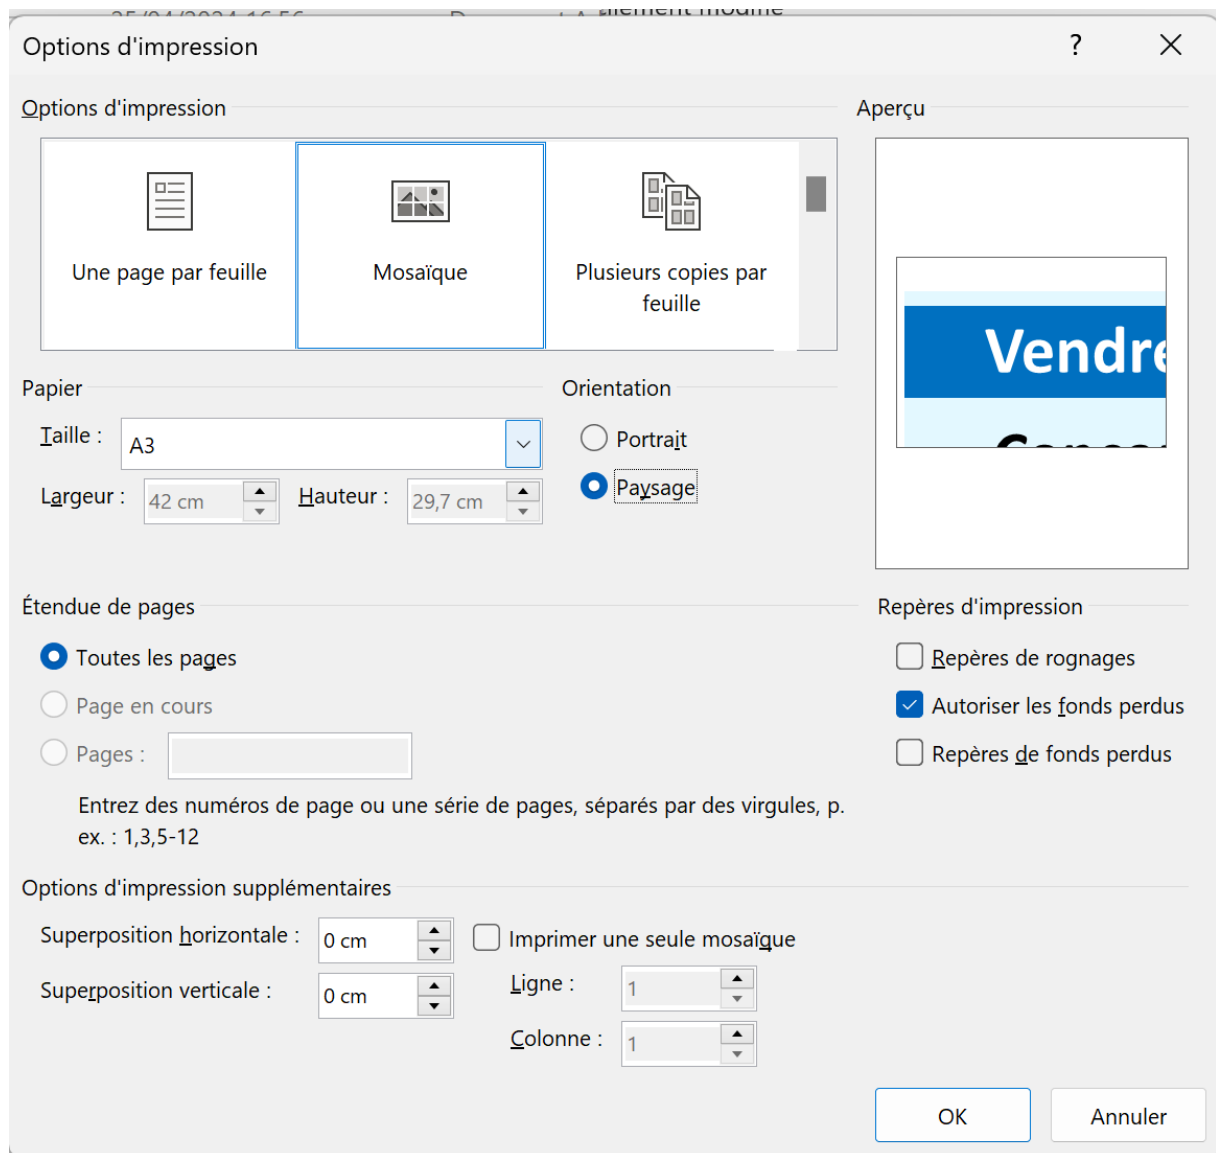 Options d'impression
?
Options d'impression
Aperçu
Une page par feuille
Mosaïque
Plusieurs copies par
feuille
Vendre
Papier
Orientation
Taille :
A3
Portrait
Paysage
Largeur :
42 cm
Hauteur :
29,7 cm
Étendue de pages
Repères d'impression
Toutes les pages
Repères de rognages
Page en cours
Autoriser les fonds perdus
Pages :
Repères de fonds perdus
Entrez des numéros de page ou une série de pages, séparés par des virgules, p.
ex. : 1,3,5-12
Options d'impression supplémentaires
Superposition horizontale :
0 cm
Imprimer une seule mosaïque
Superposition verticale :
0 cm
Ligne :
1
Colonne :
1
OK
Annuler